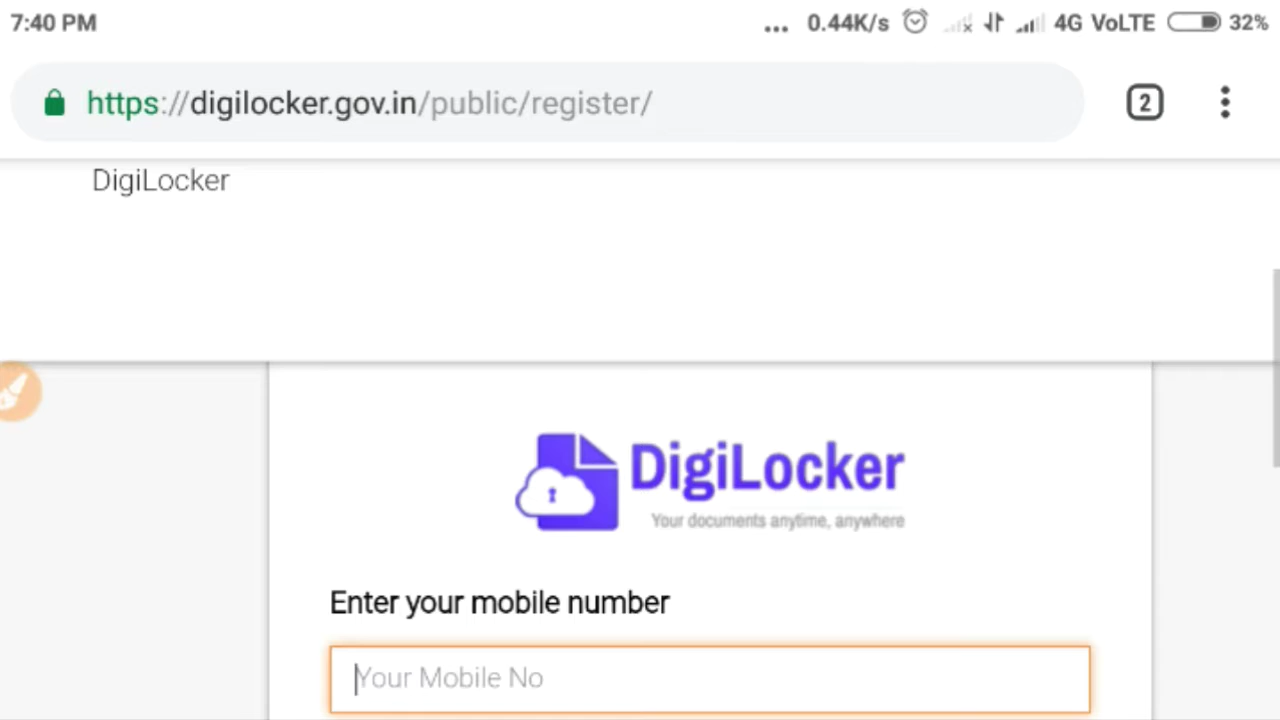 7:40 PM ... 0.44K/s 4G VoLTE 32%
https://digilocker.gov.in/public/register/ 2
DigiLocker
DigiLocker
Your documents anytime, anywhere
Enter your mobile number
Your Mobile No